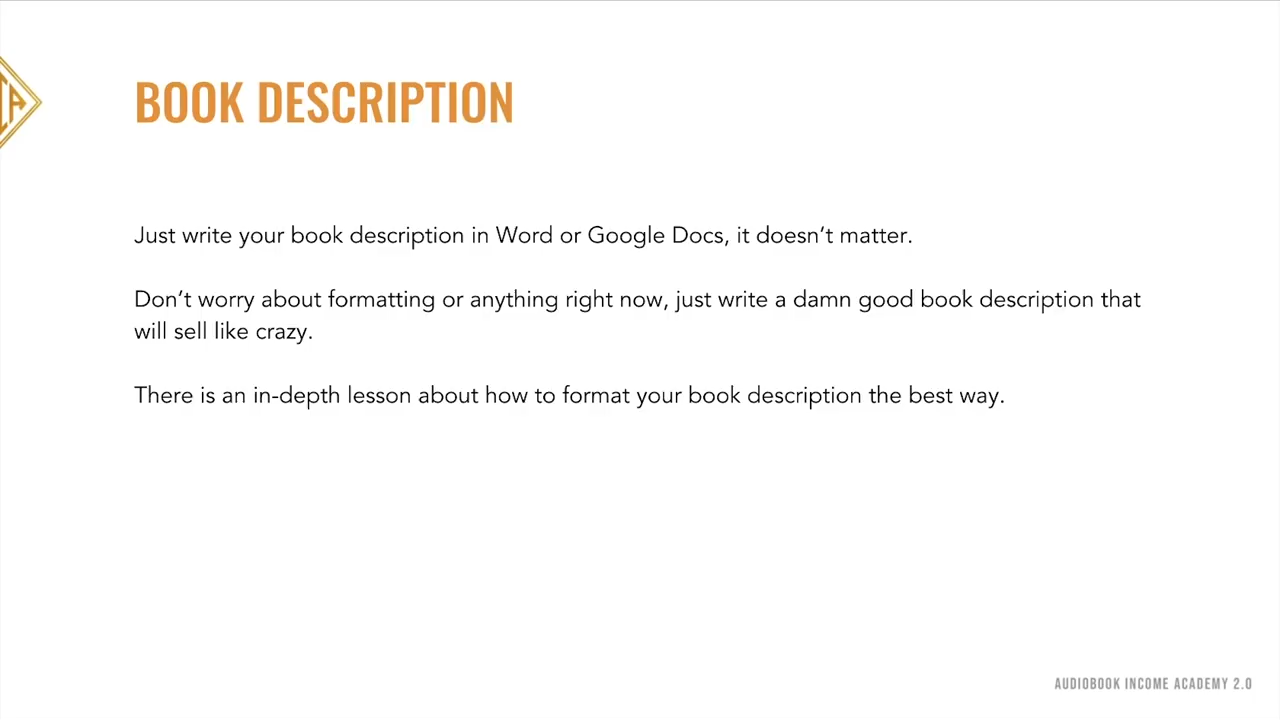 BOOK DESCRIPTION
Just write your book description in Word or Google Docs, it doesn’t matter.
Don’t worry about formatting or anything right now, just write a damn good book description that
will sell like crazy.
There is an in-depth lesson about how to format your book description the best way.
AUDIOBOOK INCOME ACADEMY 2.0